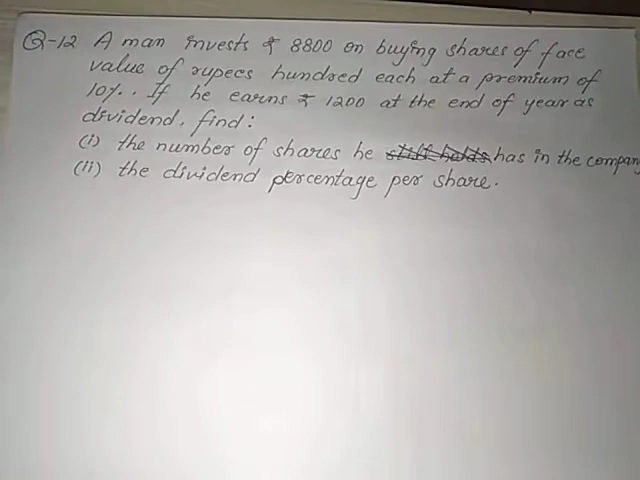 Q-12 A man invests ₹ 8800 on buying shares of face
value of rupees hundred each at a premium of
10%. If he earns ₹ 1200 at the end of year as
dividend, find:
(i) the number of shares he still holds has in the company
(ii) the dividend percentage per share.